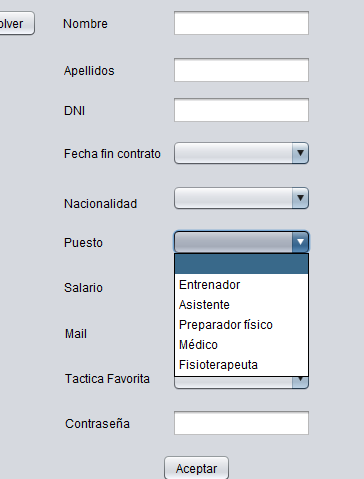 olver
Nombre
Apellidos
DNI
Fecha fin contrato
Nacionalidad
Puesto
Entrenador
Asistente
Preparador físico
Médico
Fisioterapeuta
Salario
Mail
Tactica Favorita
Contraseña
Aceptar